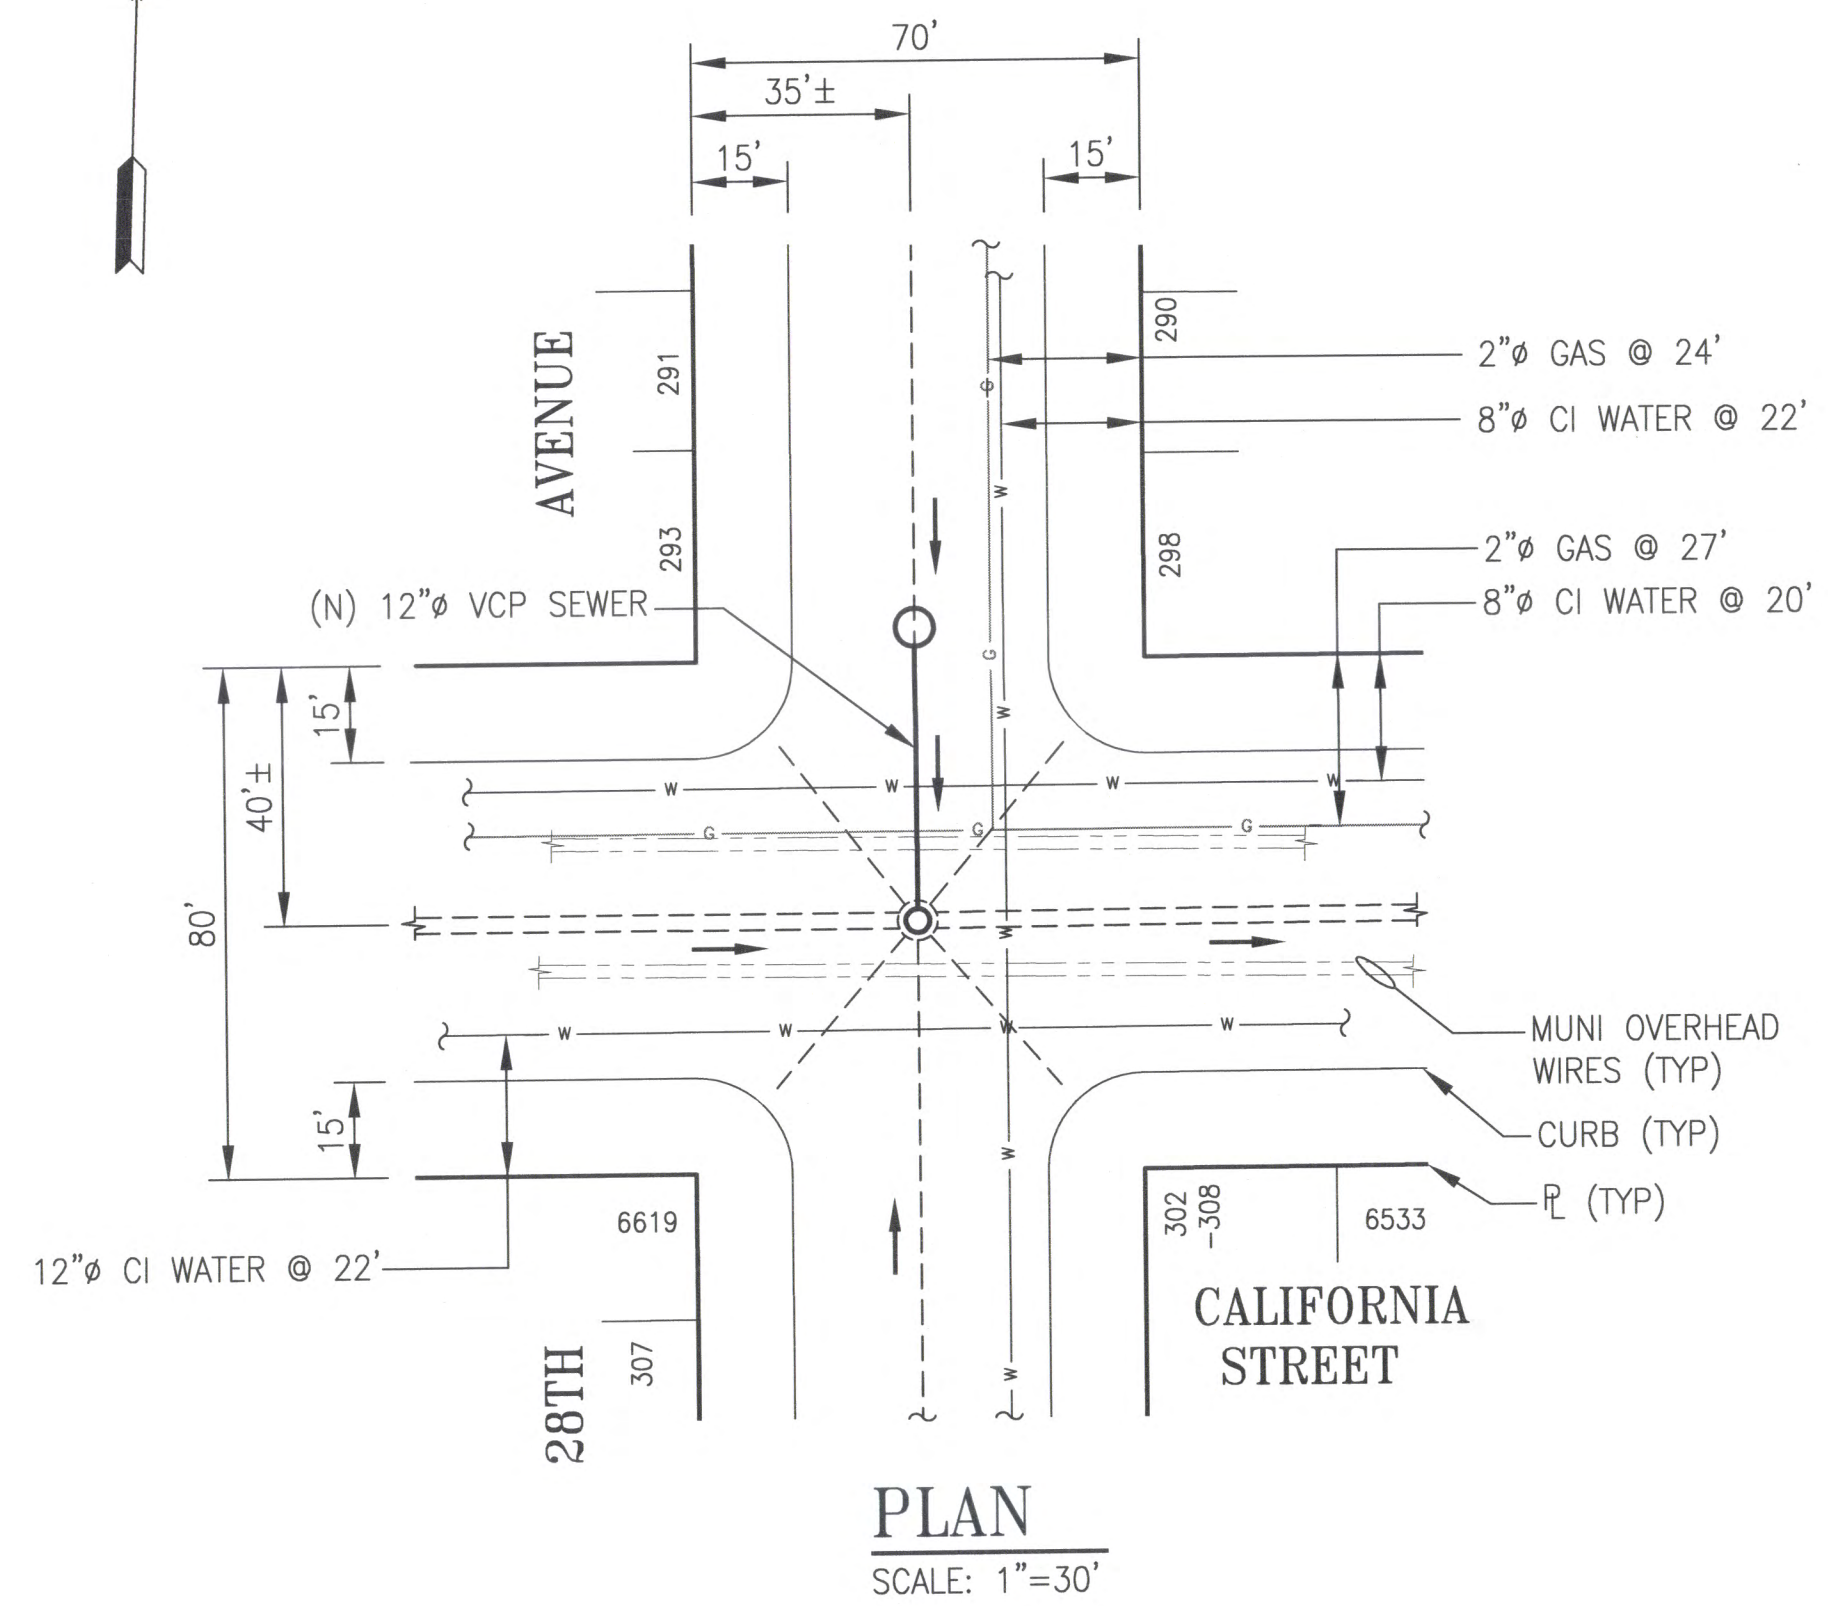 70'
35'±
15'
15'
AVENUE
291
293
290
298
2"ø GAS @ 24'
8"ø CI WATER @ 22'
2"ø GAS @ 27'
8"ø CI WATER @ 20'
(N) 12"ø VCP SEWER
G
W
G
W
15'
40'±
80'
W
W
W
W
G
G
G
W
W
W
W
W
MUNI OVERHEAD
WIRES (TYP)
CURB (TYP)
15'
W
℄ (TYP)
6619
302
-308
6533
12"ø CI WATER @ 22'
CALIFORNIA
STREET
28TH
307
W
PLAN
SCALE: 1"=30'